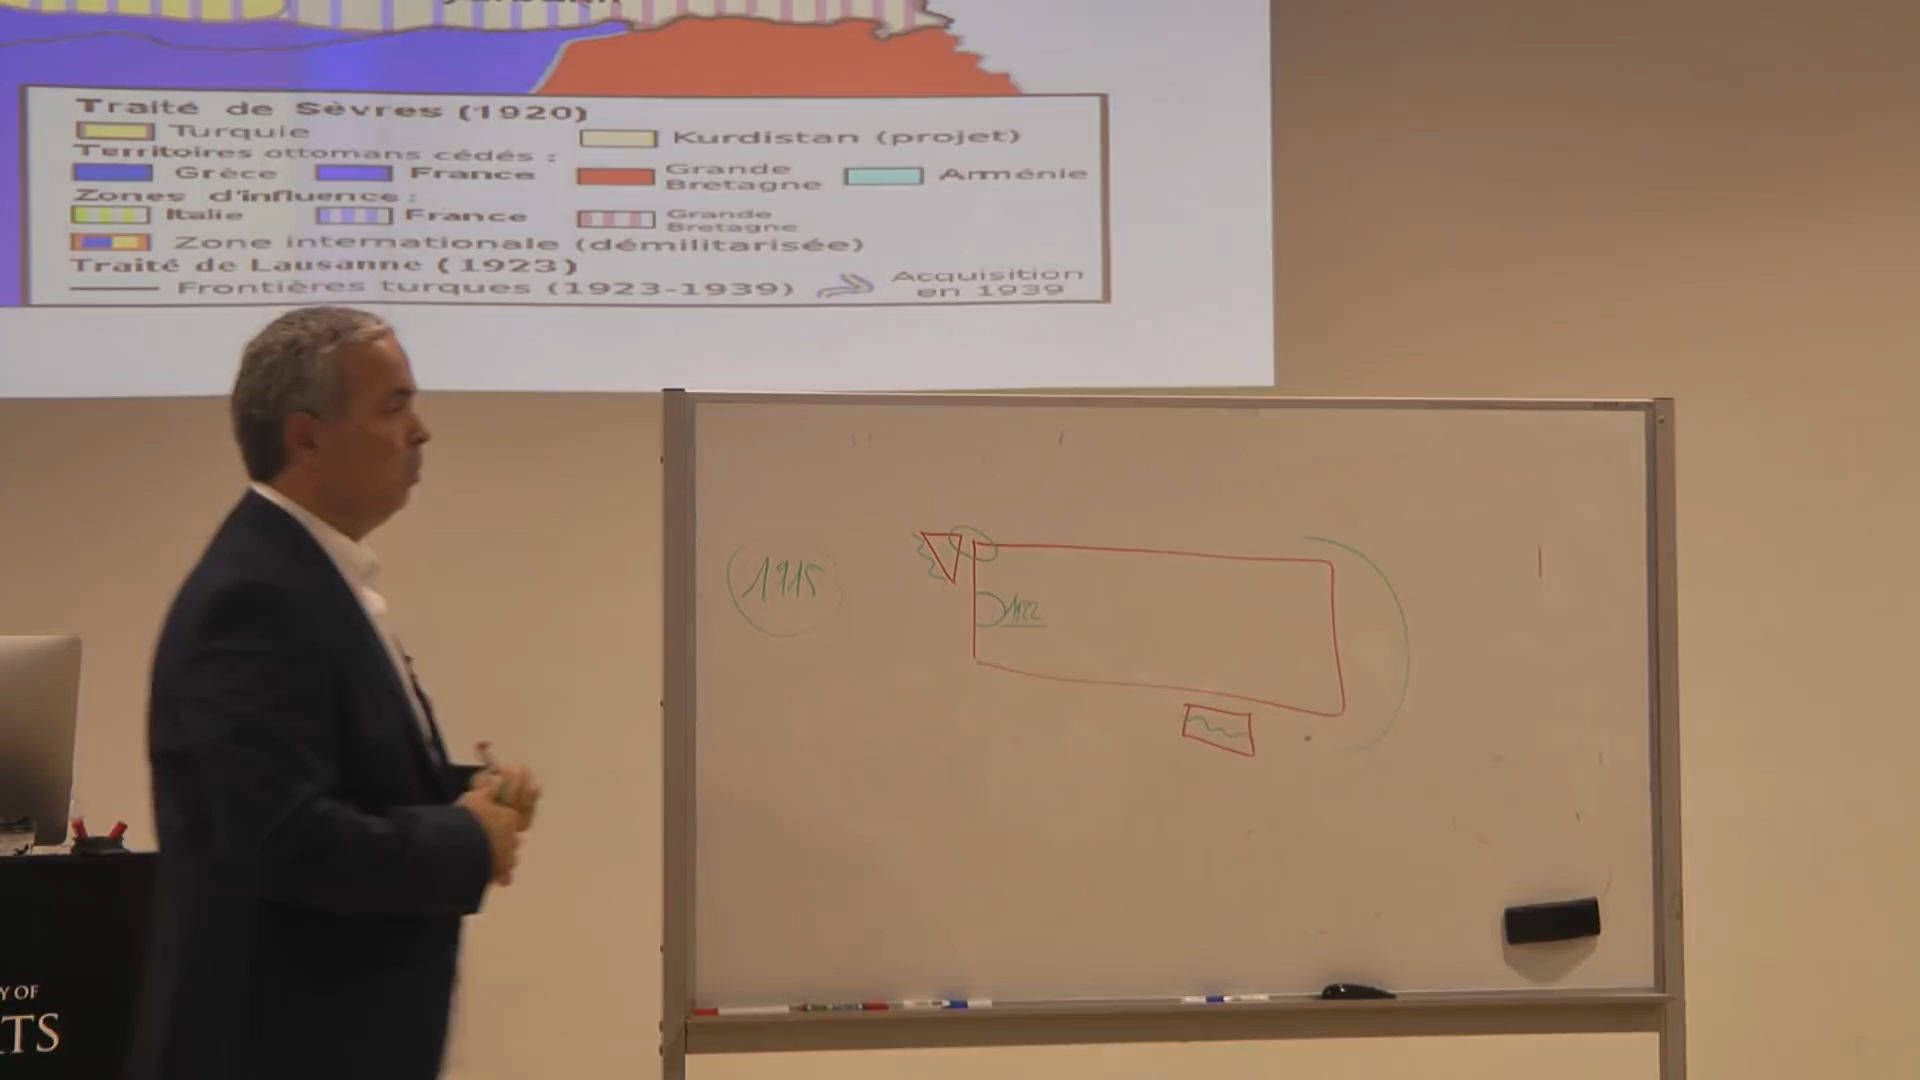 Traité de Sèvres (1920)
Turquie
Kurdistan (projet)
Territoires ottomans cédés :
Grèce
France
Grande Bretagne
Arménie
Zones d'influence :
Italie
France
Grande Bretagne
Zone internationale (démilitarisée)
Traité de Lausanne (1923)
Frontières turques (1923-1939)
Acquisition en 1939
1915
1922
Y OF
TS